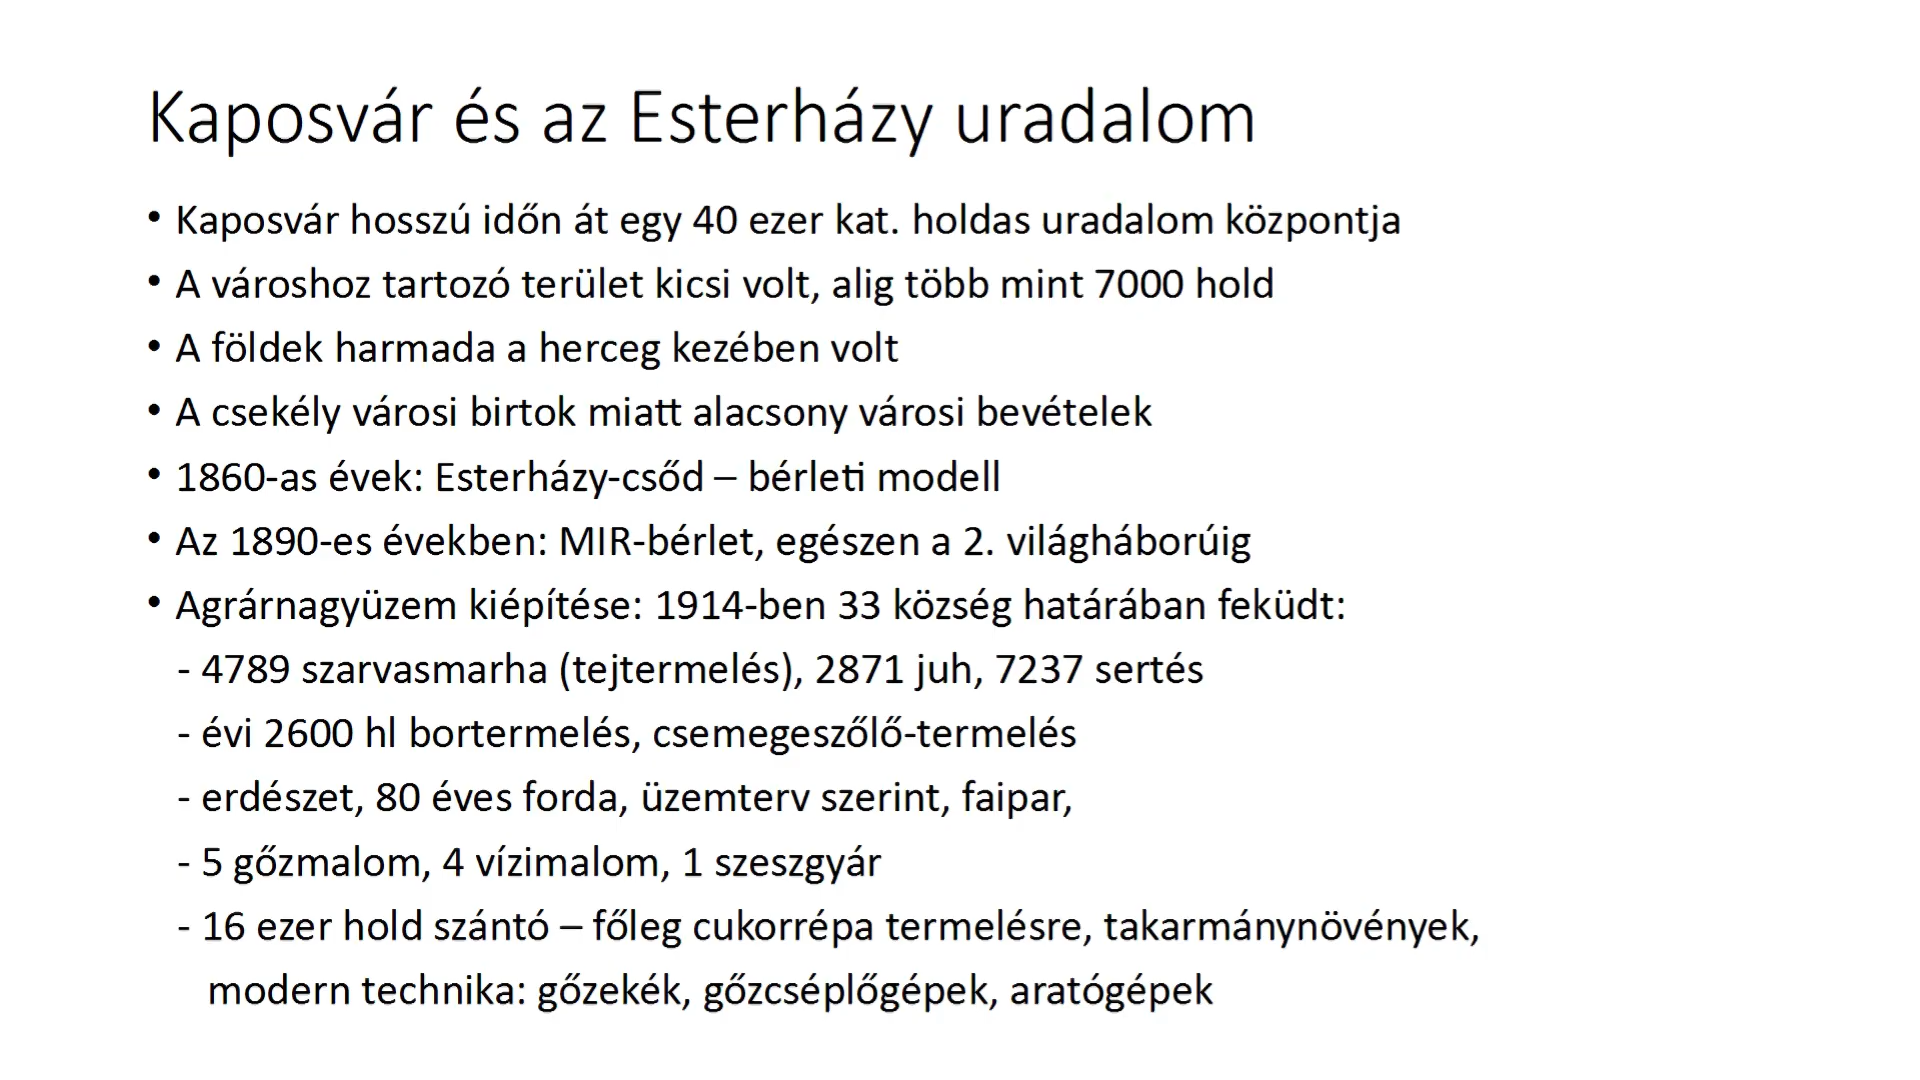 Kaposvár és az Esterházy uradalom
• Kaposvár hosszú időn át egy 40 ezer kat. holdas uradalom központja
• A városhoz tartozó terület kicsi volt, alig több mint 7000 hold
• A földek harmada a herceg kezében volt
• A csekély városi birtok miatt alacsony városi bevételek
• 1860-as évek: Esterházy-csőd – bérleti modell
• Az 1890-es években: MIR-bérlet, egészen a 2. világháborúig
• Agrárnagyüzem kiépítése: 1914-ben 33 község határában feküdt:
- 4789 szarvasmarha (tejtermelés), 2871 juh, 7237 sertés
- évi 2600 hl bortermelés, csemegeszőlő-termelés
- erdészet, 80 éves forda, üzemterv szerint, faipar,
- 5 gőzmalom, 4 vízimalom, 1 szeszgyár
- 16 ezer hold szántó – főleg cukorrépa termelésre, takarmánynövények,
modern technika: gőzekék, gőzcséplőgépek, aratógépek